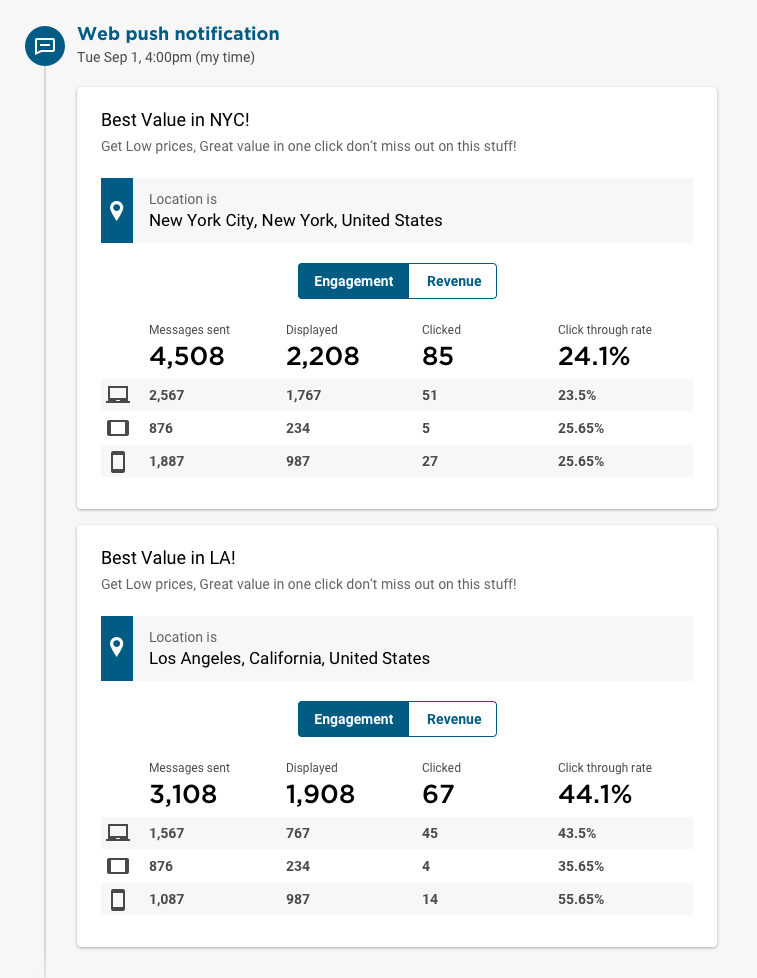 Web push notification
Tue Sep 1, 4:00pm (my time)
Best Value in NYC!
Get Low prices, Great value in one click don’t miss out on this stuff!
Location is
New York City, New York, United States
Engagement Revenue
Messages sent Displayed Clicked Click through rate
4,508 2,208 85 24.1%
2,567 1,767 51 23.5%
876 234 5 25.65%
1,887 987 27 25.65%
Best Value in LA!
Get Low prices, Great value in one click don’t miss out on this stuff!
Location is
Los Angeles, California, United States
Engagement Revenue
Messages sent Displayed Clicked Click through rate
3,108 1,908 67 44.1%
1,567 767 45 43.5%
876 234 4 35.65%
1,087 987 14 55.65%